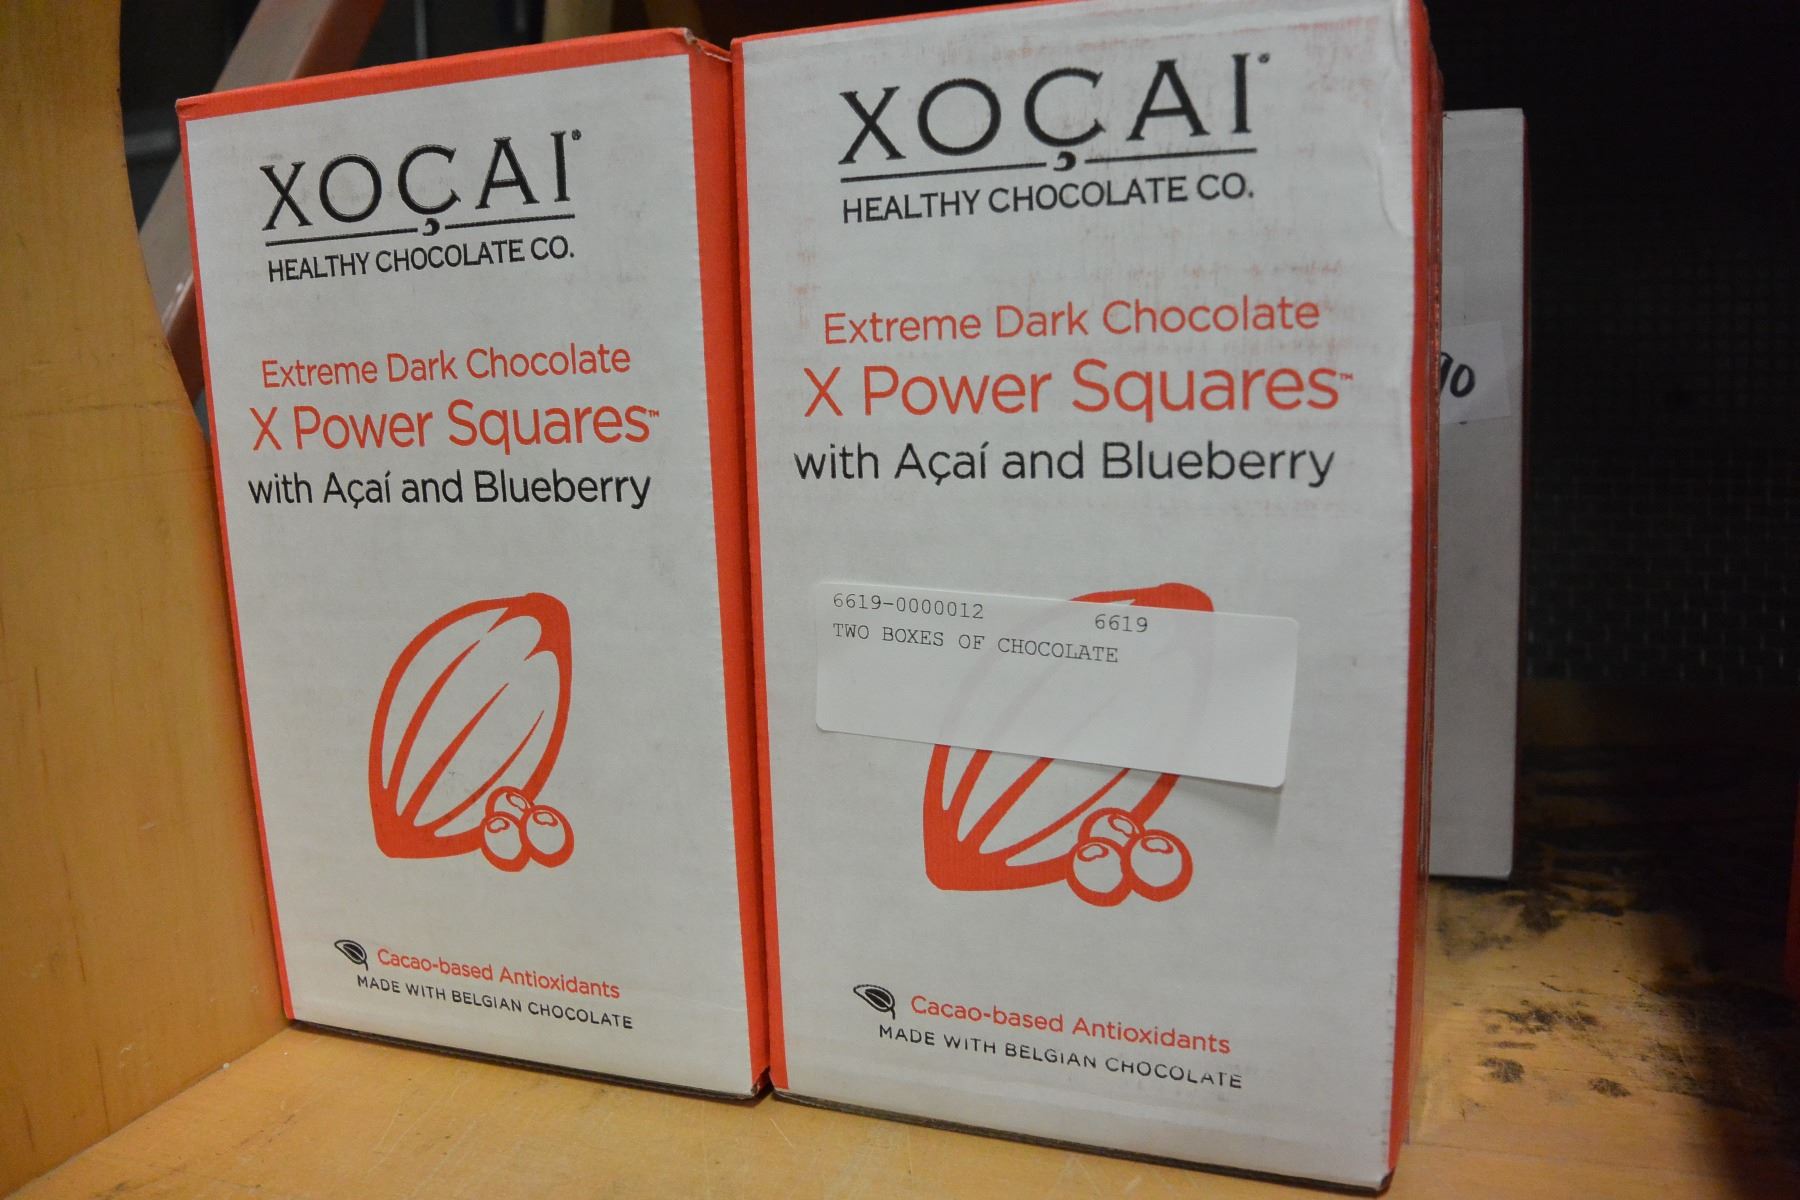 XOÇAI®
HEALTHY CHOCOLATE CO.
Extreme Dark Chocolate
X Power Squares™
with Açaí and Blueberry
Cacao-based Antioxidants
MADE WITH BELGIAN CHOCOLATE
XOÇAI®
HEALTHY CHOCOLATE CO.
Extreme Dark Chocolate
X Power Squares™
with Açaí and Blueberry
6619-0000012 6619
TWO BOXES OF CHOCOLATE
Cacao-based Antioxidants
MADE WITH BELGIAN CHOCOLATE